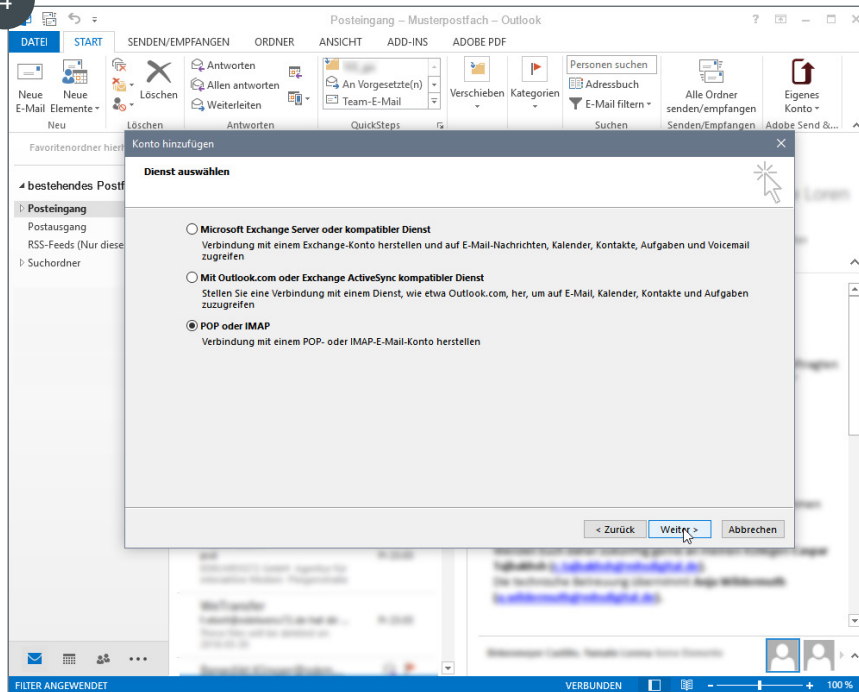 4
Posteingang – Musterpostfach – Outlook
DATEI START SENDEN/EMPFANGEN ORDNER ANSICHT ADD-INS ADOBE PDF
Neue E-Mail
Neue Elemente
Löschen
Antworten
Allen antworten
Weiterleiten
An Vorgesetzte(n)
Team-E-Mail
Verschieben
Kategorien
Personen suchen
Adressbuch
E-Mail filtern
Alle Ordner senden/empfangen
Eigenes Konto
Neu Löschen Antworten QuickSteps Suchen Senden/Empfangen Adobe Send &...
Favoritenordner hierh
bestehendes Postf
Posteingang
Postausgang
RSS-Feeds (Nur diese
Suchordner
Konto hinzufügen
Dienst auswählen
Microsoft Exchange Server oder kompatibler Dienst
Verbindung mit einem Exchange-Konto herstellen und auf E-Mail-Nachrichten, Kalender, Kontakte, Aufgaben und Voicemail
zugreifen
Mit Outlook.com oder Exchange ActiveSync kompatibler Dienst
Stellen Sie eine Verbindung mit einem Dienst, wie etwa Outlook.com, her, um auf E-Mail, Kalender, Kontakte und Aufgaben
zuzugreifen
POP oder IMAP
Verbindung mit einem POP- oder IMAP-E-Mail-Konto herstellen
< Zurück Weiter > Abbrechen
FILTER ANGEWENDET VERBUNDEN 100 %